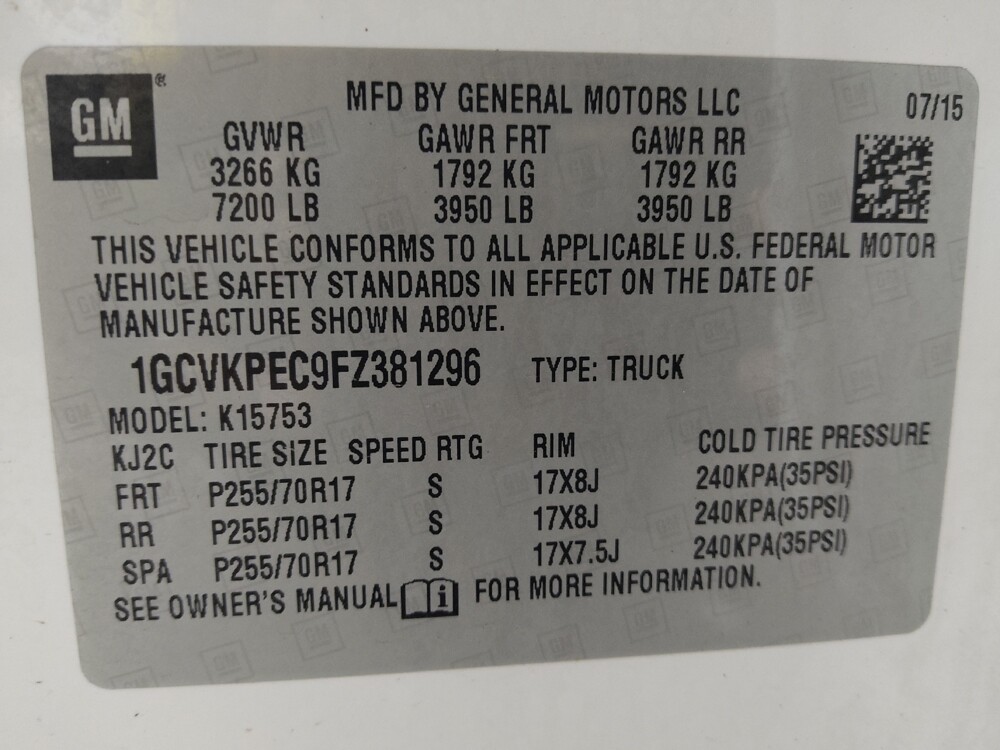 GM
MFD BY GENERAL MOTORS LLC 07/15
GVWR GAWR FRT GAWR RR
3266 KG 1792 KG 1792 KG
7200 LB 3950 LB 3950 LB
THIS VEHICLE CONFORMS TO ALL APPLICABLE U.S. FEDERAL MOTOR
VEHICLE SAFETY STANDARDS IN EFFECT ON THE DATE OF
MANUFACTURE SHOWN ABOVE.
1GCVKPEC9FZ381296 TYPE: TRUCK
MODEL: K15753
KJ2C TIRE SIZE SPEED RTG RIM COLD TIRE PRESSURE
FRT P255/70R17 S 17X8J 240KPA(35PSI)
RR P255/70R17 S 17X8J 240KPA(35PSI)
SPA P255/70R17 S 17X7.5J 240KPA(35PSI)
SEE OWNER'S MANUAL i FOR MORE INFORMATION.